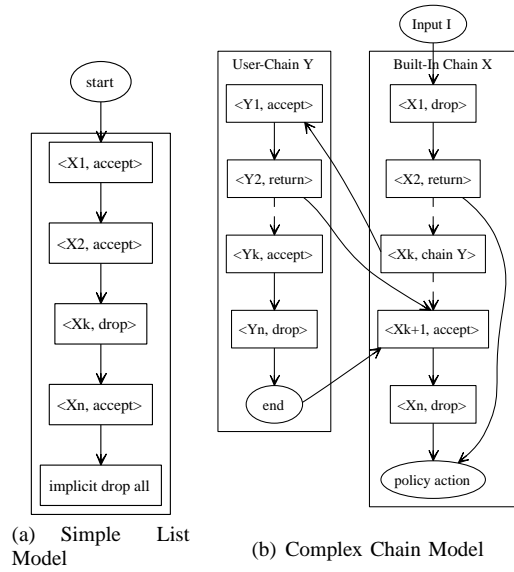 start
<X1, accept>
<X2, accept>
<Xk, drop>
<Xn, accept>
implicit drop all
(a) Simple List
Model
User-Chain Y
<Y1, accept>
<Y2, return>
<Yk, accept>
<Yn, drop>
end
Input I
Built-In Chain X
<X1, drop>
<X2, return>
<Xk, chain Y>
<Xk+1, accept>
<Xn, drop>
policy action
(b) Complex Chain Model